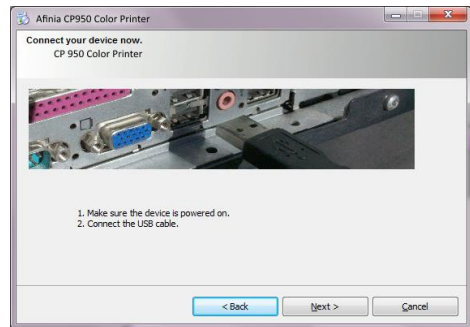 Afinia CP950 Color Printer
Connect your device now.
CP 950 Color Printer
1. Make sure the device is powered on.
2. Connect the USB cable.
< Back
Next >
Cancel